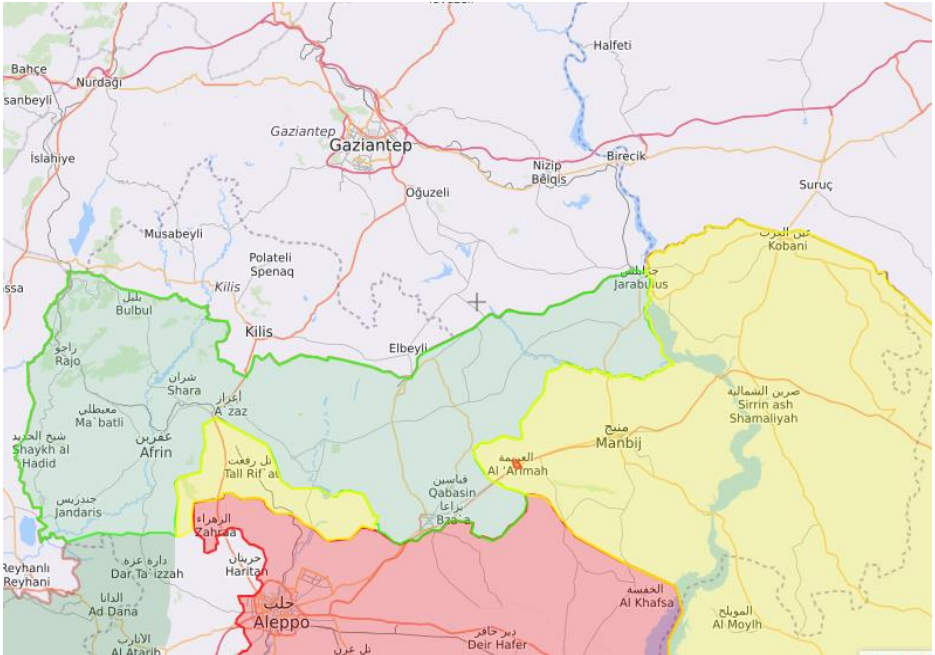 Halfeti
Bahçe
Nurdağı
sanbeyli
Gaziantep
Gaziantep
İslahiye
Nizip
Bêlqîs
Birecik
Suruç
Oğuzeli
Musabeyli
عين العرب
Kobani
Polateli
Spenaq
جرابلس
Jarabulus
ssa
Kilis
بلبل
Bulbul
Kilis
Elbeyli
راجو
Rajo
شران
Shara
أعزاز
A`zaz
صرين الشمالية
Sirrin ash
Shamaliyah
معبطلي
Ma`batli
عفرين
Afrin
منبج
Manbij
شيخ الحديد
Shaykh al
Hadid
تل رفعت
Tall Rif`at
العريمة
Al ʻArimah
قباسين
Qabasin
بزاعا
Bza`a
جنديرس
Jandaris
الزهراء
Zahraa
Reyhanlı
Reyhani
دارة عزة
Dar Ta`izzah
حريتان
Haritan
الدانا
Ad Dana
حلب
Aleppo
الخفسة
Al Khafsa
المويلح
Al Moylh
الأتارب
Al Atarib
دير حافر
Deir Hafer
تل عرن